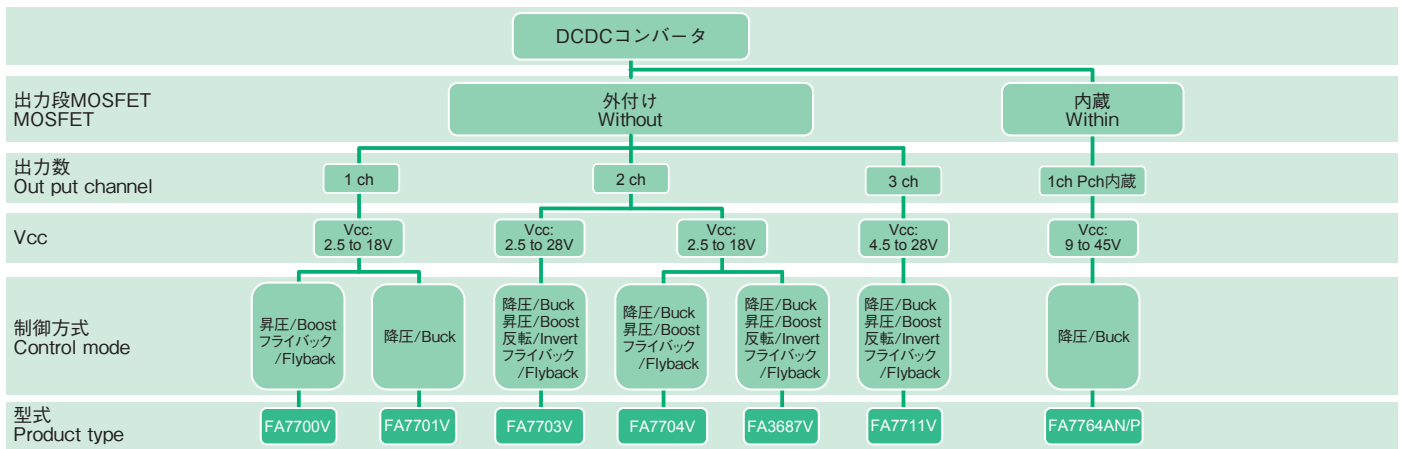 DCDCコンバータ
出力段MOSFET
MOSFET
外付け
Without
内蔵
Within
出力数
Out put channel
1 ch
2 ch
3 ch
1ch Pch内蔵
Vcc
Vcc:
2.5 to 18V
Vcc:
2.5 to 28V
Vcc:
2.5 to 18V
Vcc:
4.5 to 28V
Vcc:
9 to 45V
制御方式
Control mode
昇圧/Boost
フライバック
/Flyback
降圧/Buck
降圧/Buck
昇圧/Boost
反転/Invert
フライバック
/Flyback
降圧/Buck
昇圧/Boost
フライバック
/Flyback
降圧/Buck
昇圧/Boost
反転/Invert
フライバック
/Flyback
降圧/Buck
昇圧/Boost
反転/Invert
フライバック
/Flyback
降圧/Buck
型式
Product type
FA7700V
FA7701V
FA7703V
FA7704V
FA3687V
FA7711V
FA7764AN/P